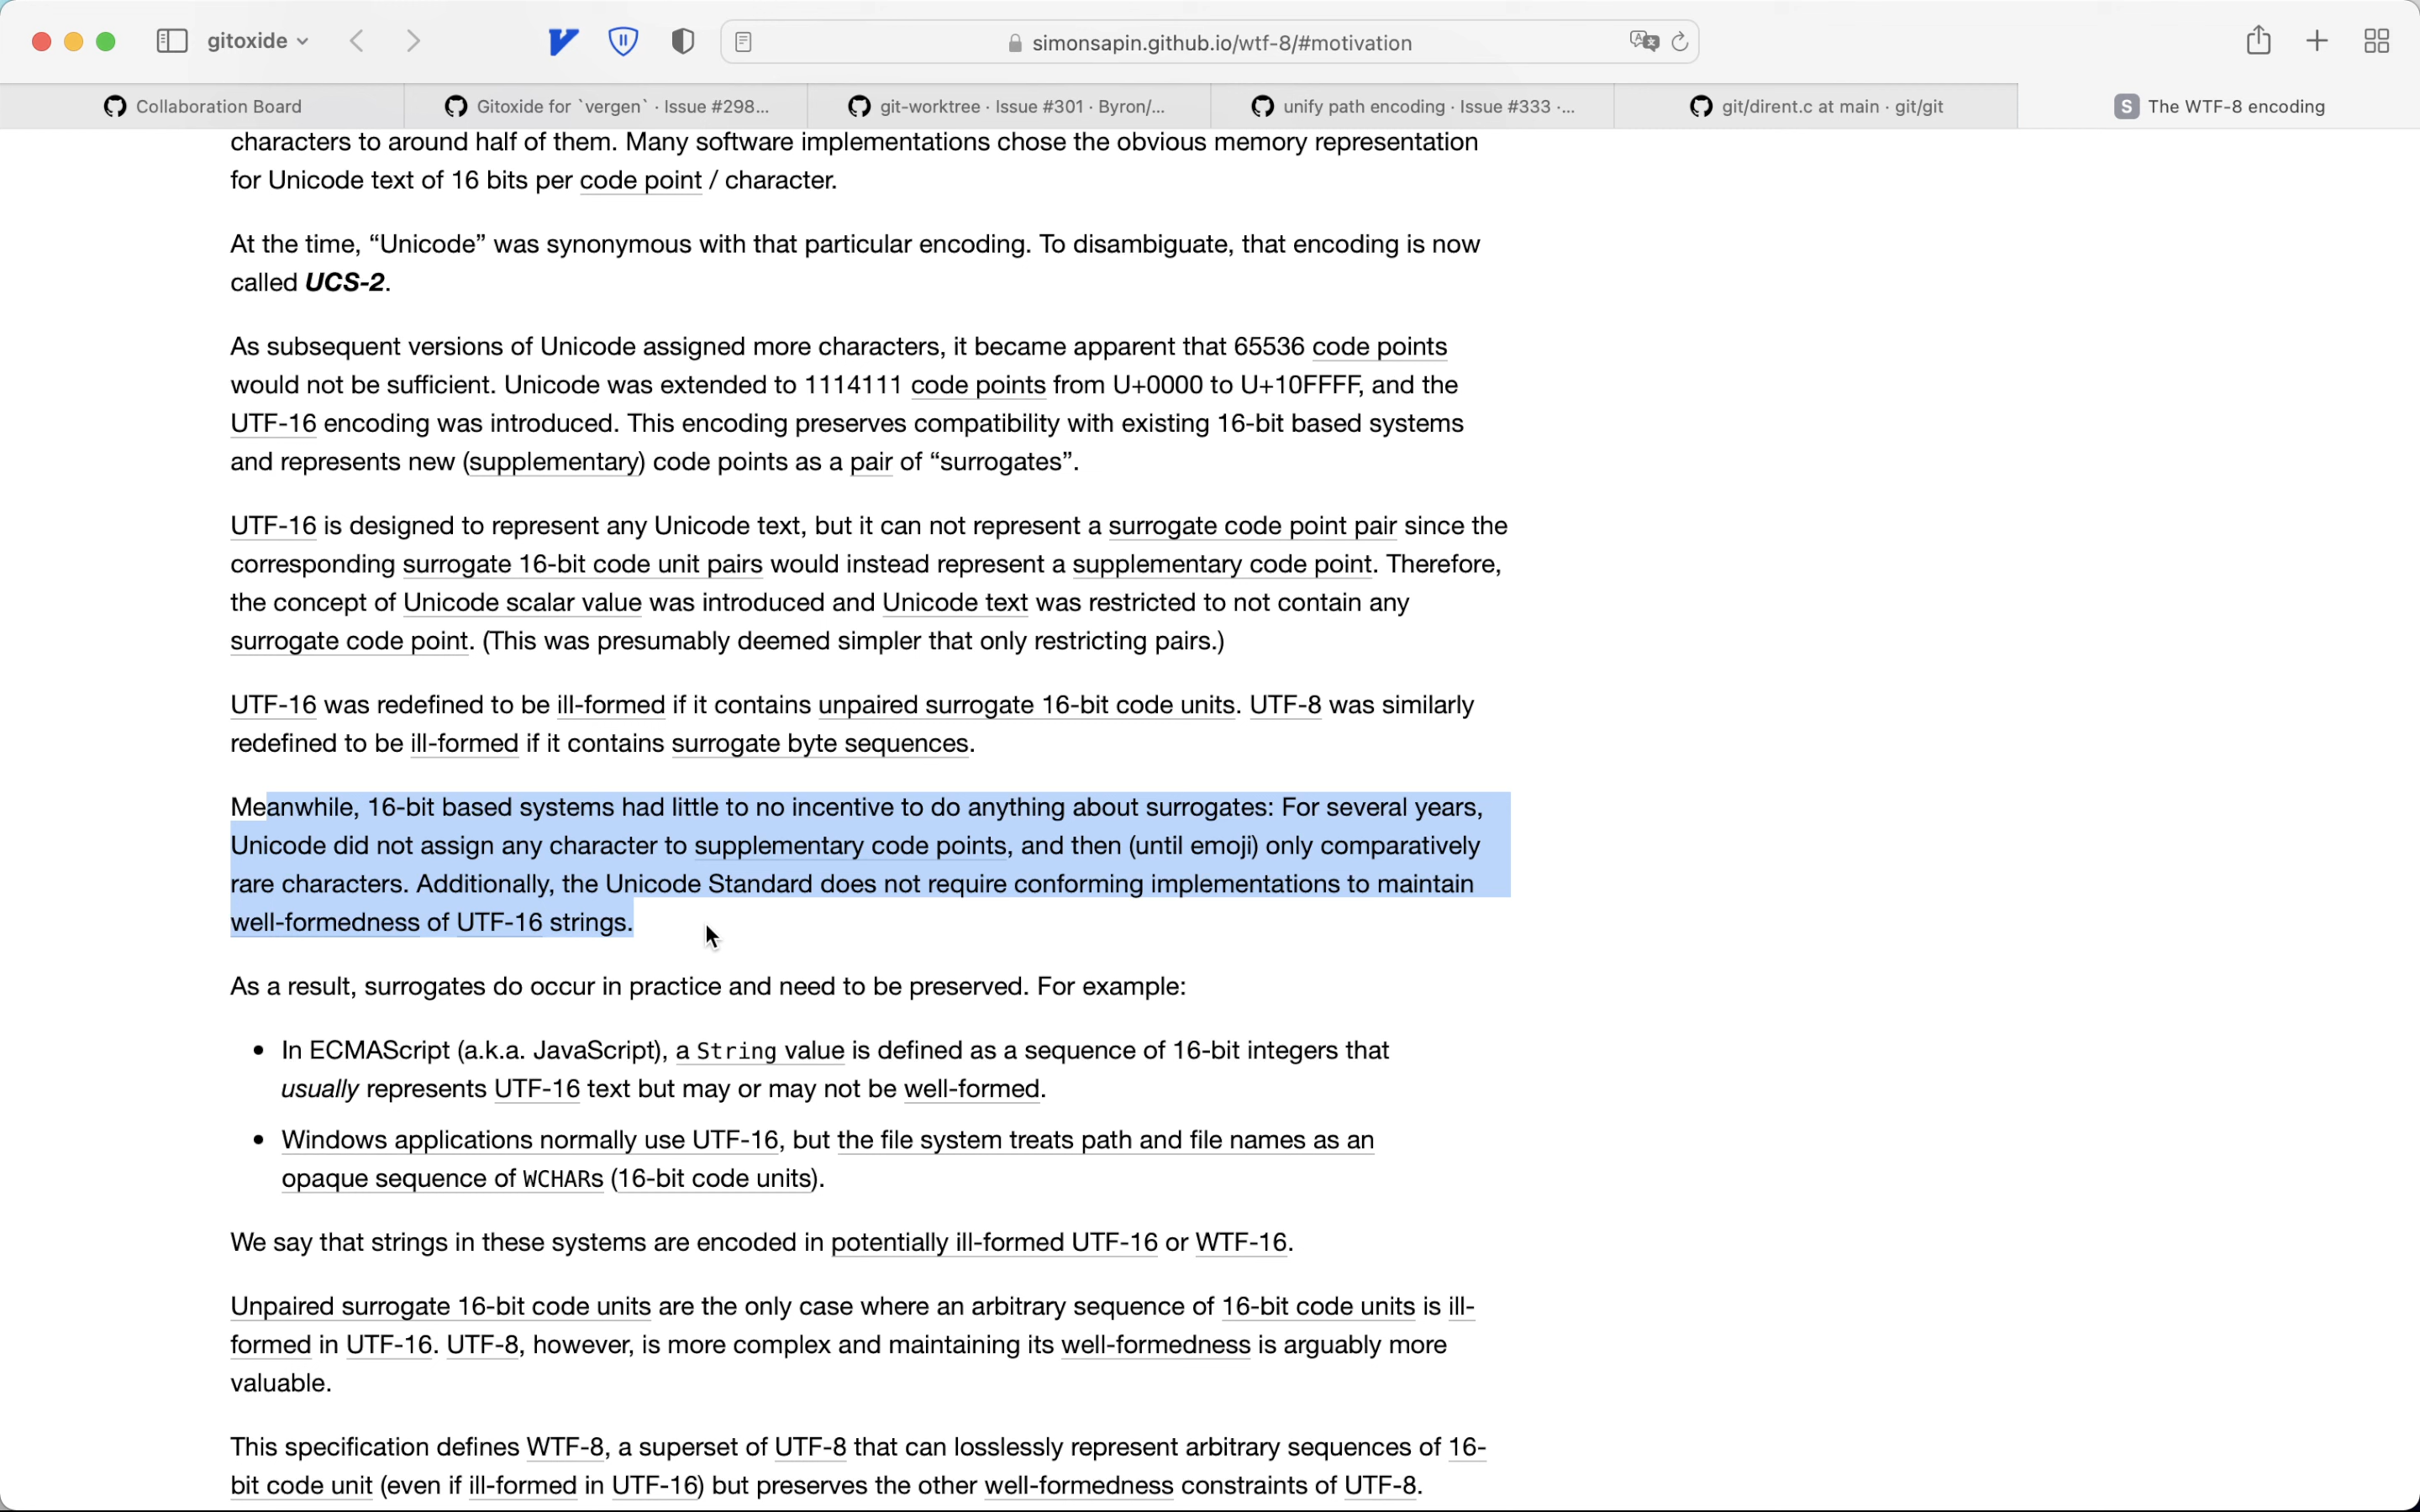 gitoxide
simonsapin.github.io/wtf-8/#motivation
Collaboration Board
Gitoxide for `vergen` · Issue #298...
git-worktree · Issue #301 · Byron/...
unify path encoding · Issue #333 ·...
git/dirent.c at main · git/git
S The WTF-8 encoding
characters to around half of them. Many software implementations chose the obvious memory representation
for Unicode text of 16 bits per code point / character.
At the time, “Unicode” was synonymous with that particular encoding. To disambiguate, that encoding is now
called UCS-2.
As subsequent versions of Unicode assigned more characters, it became apparent that 65536 code points
would not be sufficient. Unicode was extended to 1114111 code points from U+0000 to U+10FFFF, and the
UTF-16 encoding was introduced. This encoding preserves compatibility with existing 16-bit based systems
and represents new (supplementary) code points as a pair of “surrogates”.
UTF-16 is designed to represent any Unicode text, but it can not represent a surrogate code point pair since the
corresponding surrogate 16-bit code unit pairs would instead represent a supplementary code point. Therefore,
the concept of Unicode scalar value was introduced and Unicode text was restricted to not contain any
surrogate code point. (This was presumably deemed simpler that only restricting pairs.)
UTF-16 was redefined to be ill-formed if it contains unpaired surrogate 16-bit code units. UTF-8 was similarly
redefined to be ill-formed if it contains surrogate byte sequences.
Meanwhile, 16-bit based systems had little to no incentive to do anything about surrogates: For several years,
Unicode did not assign any character to supplementary code points, and then (until emoji) only comparatively
rare characters. Additionally, the Unicode Standard does not require conforming implementations to maintain
well-formedness of UTF-16 strings.
As a result, surrogates do occur in practice and need to be preserved. For example:
• In ECMAScript (a.k.a. JavaScript), a String value is defined as a sequence of 16-bit integers that
usually represents UTF-16 text but may or may not be well-formed.
• Windows applications normally use UTF-16, but the file system treats path and file names as an
opaque sequence of WCHARs (16-bit code units).
We say that strings in these systems are encoded in potentially ill-formed UTF-16 or WTF-16.
Unpaired surrogate 16-bit code units are the only case where an arbitrary sequence of 16-bit code units is ill-
formed in UTF-16. UTF-8, however, is more complex and maintaining its well-formedness is arguably more
valuable.
This specification defines WTF-8, a superset of UTF-8 that can losslessly represent arbitrary sequences of 16-
bit code unit (even if ill-formed in UTF-16) but preserves the other well-formedness constraints of UTF-8.